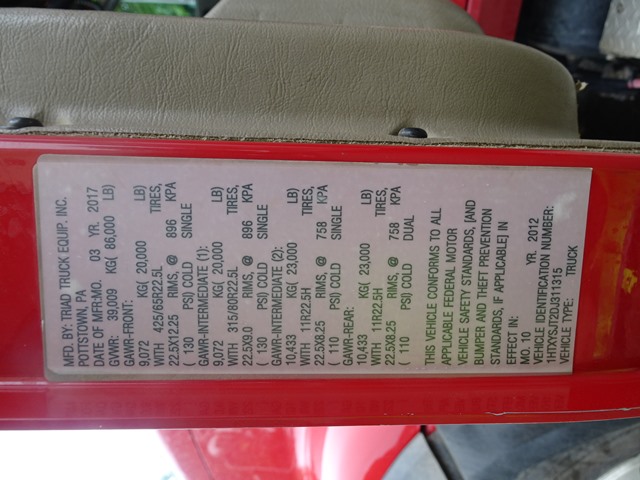 MFD. BY: TRIAD TRUCK EQUIP. INC.
POTTSTOWN, PA
DATE OF MFR:MO. 03 YR. 2017
GVWR: 39,009 KG( 86,000 LB)
GAWR-FRONT:
9,072 KG( 20,000 LB)
WITH 425/65R22.5L TIRES,
22.5X12.25 RIMS, @ 896 KPA
( 130 PSI) COLD SINGLE
GAWR-INTERMEDIATE (1):
9,072 KG( 20,000 LB)
WITH 315/80R22.5L TIRES,
22.5X9.0 RIMS, @ 896 KPA
( 130 PSI) COLD SINGLE
GAWR-INTERMEDIATE (2):
10,433 KG( 23,000 LB)
WITH 11R22.5H TIRES,
22.5X8.25 RIMS, @ 758 KPA
( 110 PSI) COLD SINGLE
GAWR-REAR:
10,433 KG( 23,000 LB)
WITH 11R22.5H TIRES,
22.5X8.25 RIMS, @ 758 KPA
( 110 PSI) COLD DUAL
THIS VEHICLE CONFORMS TO ALL
APPLICABLE FEDERAL MOTOR
VEHICLE SAFETY STANDARDS, [AND
BUMPER AND THEFT PREVENTION
STANDARDS, IF APPLICABLE] IN
EFFECT IN:
MO. 10 YR. 2012
VEHICLE IDENTIFICATION NUMBER:
1HTXYSJT2DJ311315
VEHICLE TYPE: TRUCK